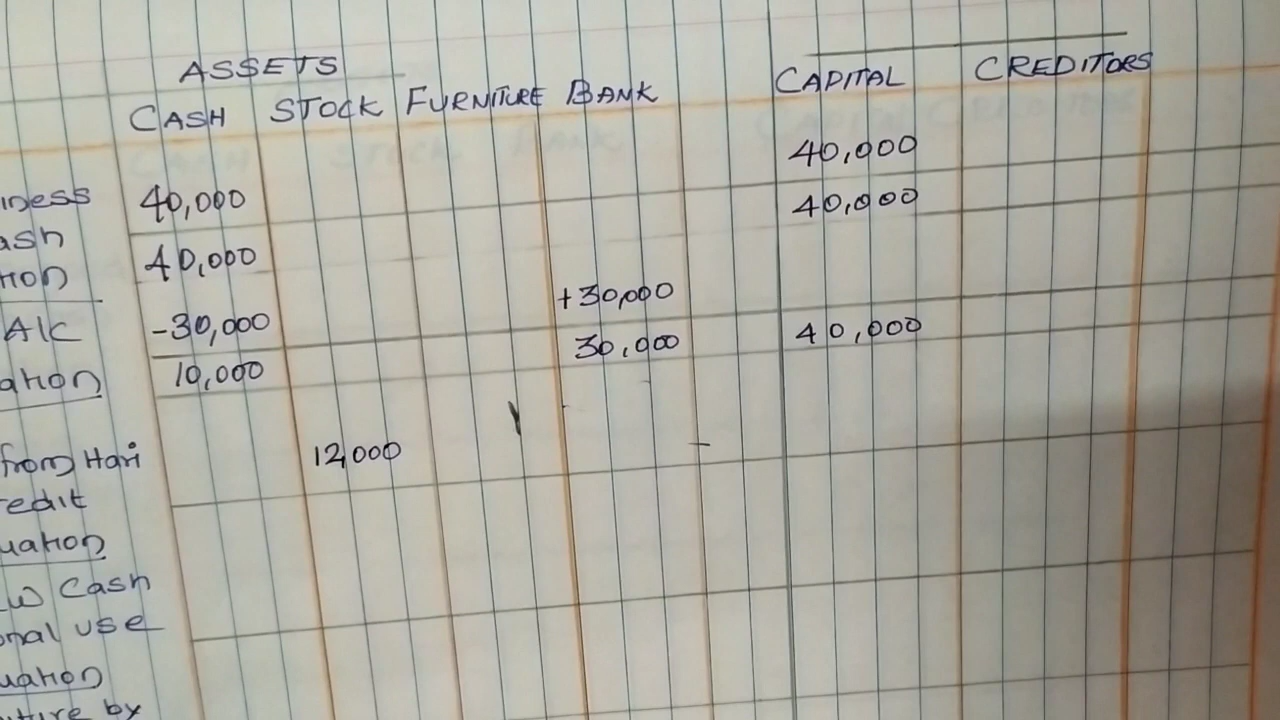 ASSETS
CAPITAL CREDITORS
CASH STOCK FURNITURE BANK
40,000
iness 40,000 40,000
ash
tion 40,000
+30,000
A/C -30,000 40,000
30,000
ation 10,000
from Hari 12,000
redit
uation
w Cash
onal use
uation
ture by